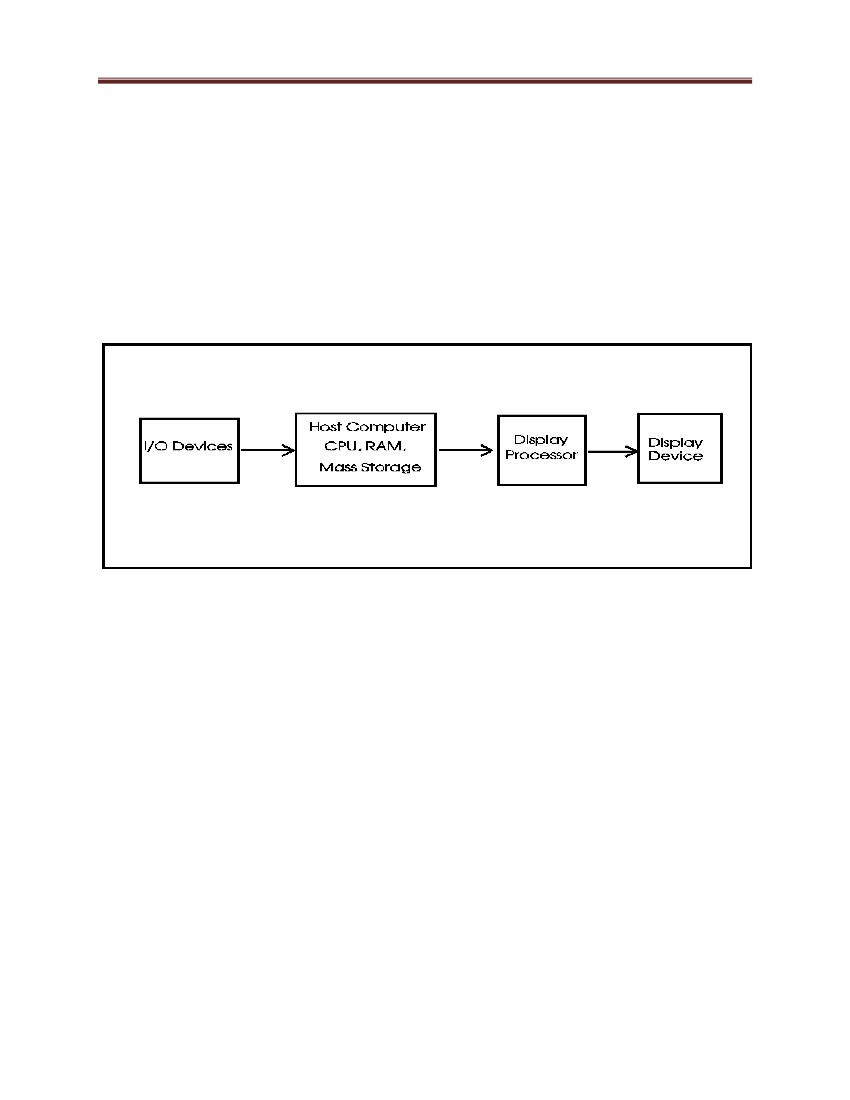 I/O Devices
Host Computer
CPU, RAM,
Mass Storage
Display
Processor
Display
Device